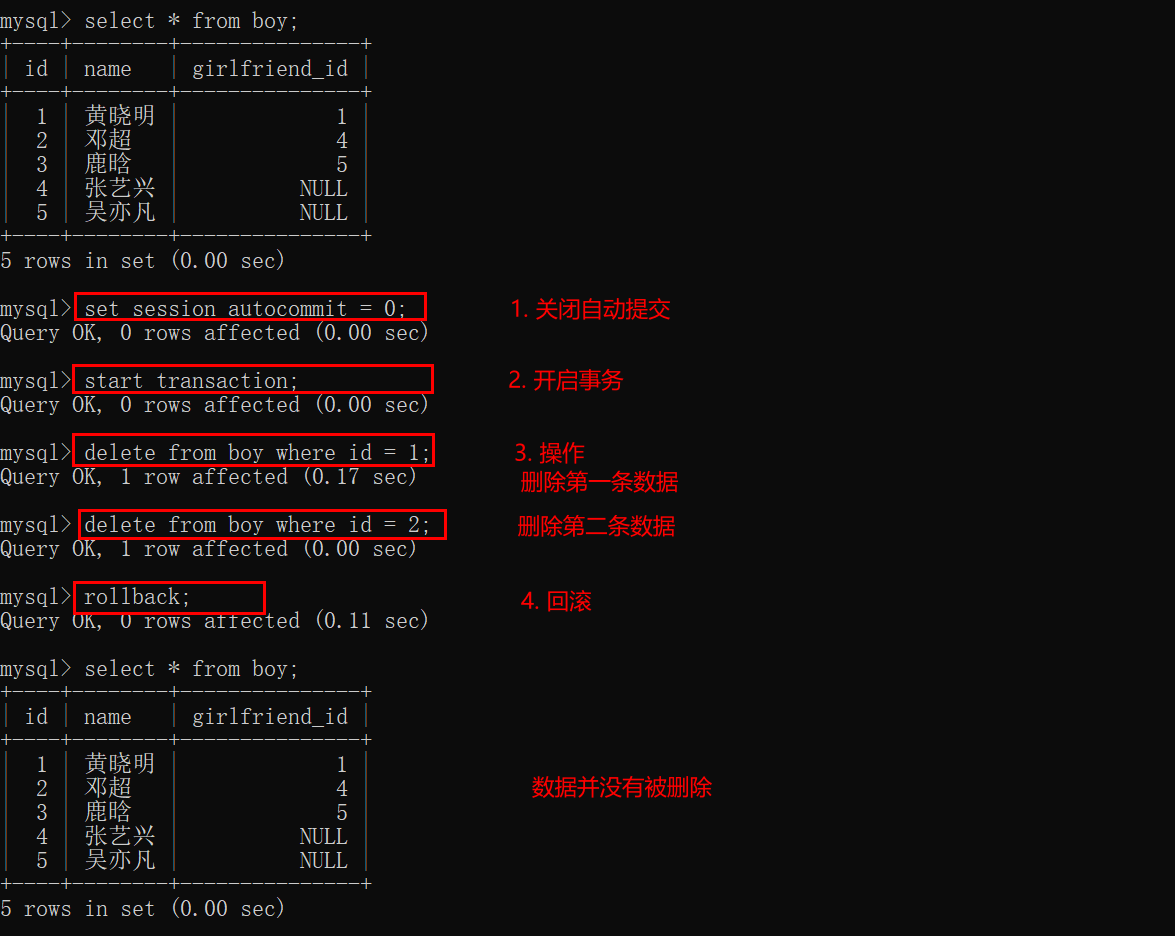 mysql> select * from boy;
+----+--------+---------------+
| id | name   | girlfriend_id |
+----+--------+---------------+
|  1 | 黄晓明 |             1 |
|  2 | 邓超   |             4 |
|  3 | 鹿晗   |             5 |
|  4 | 张艺兴 |          NULL |
|  5 | 吴亦凡 |          NULL |
+----+--------+---------------+
5 rows in set (0.00 sec)
mysql> set session autocommit = 0; 1. 关闭自动提交
Query OK, 0 rows affected (0.00 sec)
mysql> start transaction; 2. 开启事务
Query OK, 0 rows affected (0.00 sec)
mysql> delete from boy where id = 1; 3. 操作
Query OK, 1 row affected (0.17 sec) 删除第一条数据
mysql> delete from boy where id = 2; 删除第二条数据
Query OK, 1 row affected (0.00 sec)
mysql> rollback; 4. 回滚
Query OK, 0 rows affected (0.11 sec)
mysql> select * from boy;
+----+--------+---------------+
| id | name   | girlfriend_id |
+----+--------+---------------+
|  1 | 黄晓明 |             1 |
|  2 | 邓超   |             4 | 数据并没有被删除
|  3 | 鹿晗   |             5 |
|  4 | 张艺兴 |          NULL |
|  5 | 吴亦凡 |          NULL |
+----+--------+---------------+
5 rows in set (0.00 sec)